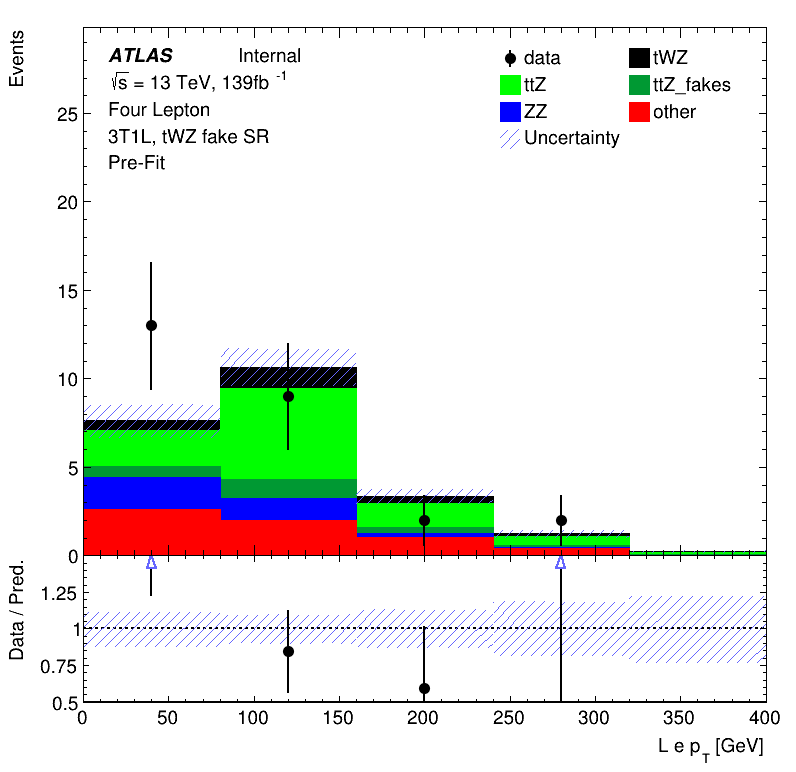 Events
ATLAS Internal
√s = 13 TeV, 139fb⁻¹
Four Lepton
3T1L, tWZ fake SR
Pre-Fit
data tWZ
ttZ ttZ_fakes
ZZ other
Uncertainty
25
20
15
10
5
0
Data / Pred.
1.25
1
0.75
0.5
0 50 100 150 200 250 300 350 400
L e p_T [GeV]